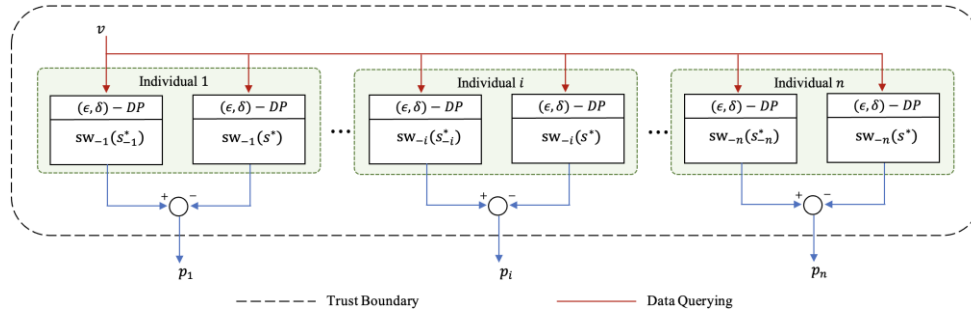 v
Individual 1
Individual i
Individual n
(ϵ, δ) − DP
(ϵ, δ) − DP
(ϵ, δ) − DP
(ϵ, δ) − DP
(ϵ, δ) − DP
(ϵ, δ) − DP
sw₋₁(s*₋₁)
sw₋₁(s*)
...
sw₋ᵢ(s*₋ᵢ)
sw₋ᵢ(s*)
...
sw₋ₙ(s*₋ₙ)
sw₋ₙ(s*)
+ −
+ −
+ −
p₁
pᵢ
pₙ
Trust Boundary
Data Querying